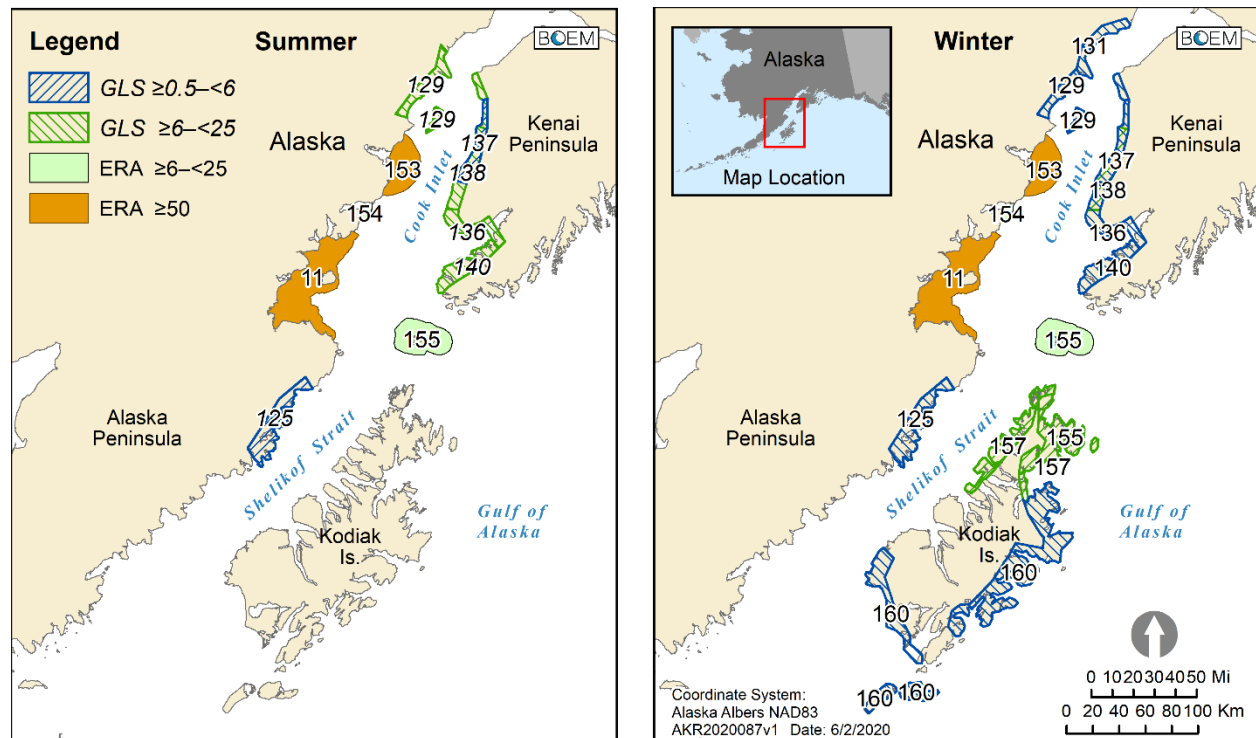 Legend
GLS ≥0.5–<6
GLS ≥6–<25
ERA ≥6–<25
ERA ≥50
Summer
BOEM
129
129
Alaska
Kenai
Peninsula
137
153
138
Cook Inlet
154
136
140
11
155
125
Alaska
Peninsula
Shelikof Strait
Gulf of
Alaska
Kodiak
Is.
Alaska
Map Location
Winter
BOEM
131
129
129
Alaska
Kenai
Peninsula
153
137
138
Cook Inlet
154
136
140
11
155
125
Alaska
Peninsula
Shelikof Strait
157
155
157
Gulf of
Alaska
Kodiak
Is.
160
160
160
160
Coordinate System:
Alaska Albers NAD83
AKR2020087v1 Date: 6/2/2020
0 10 20 30 40 50 Mi
0 20 40 60 80 100 Km